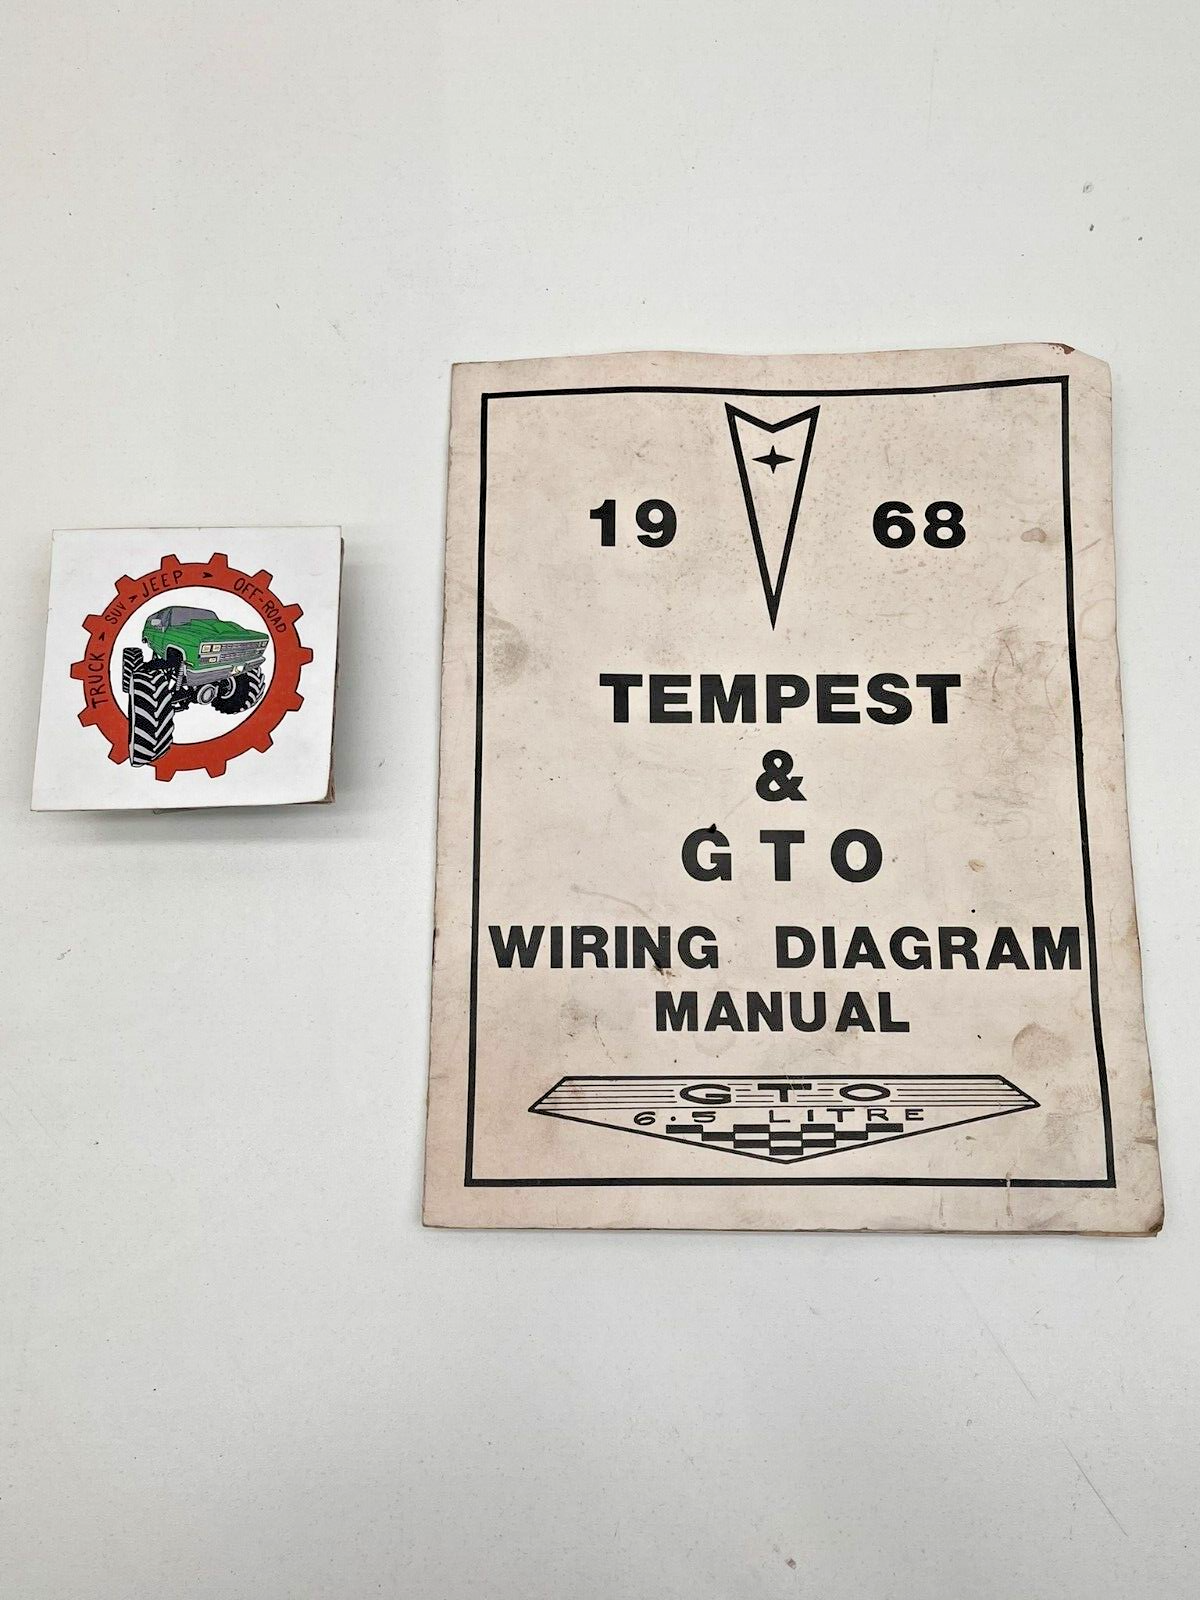 TRUCK > SUV > JEEP > OFF-ROAD
19 68
TEMPEST
&
GTO
WIRING DIAGRAM
MANUAL
GTO
6.5 LITRE